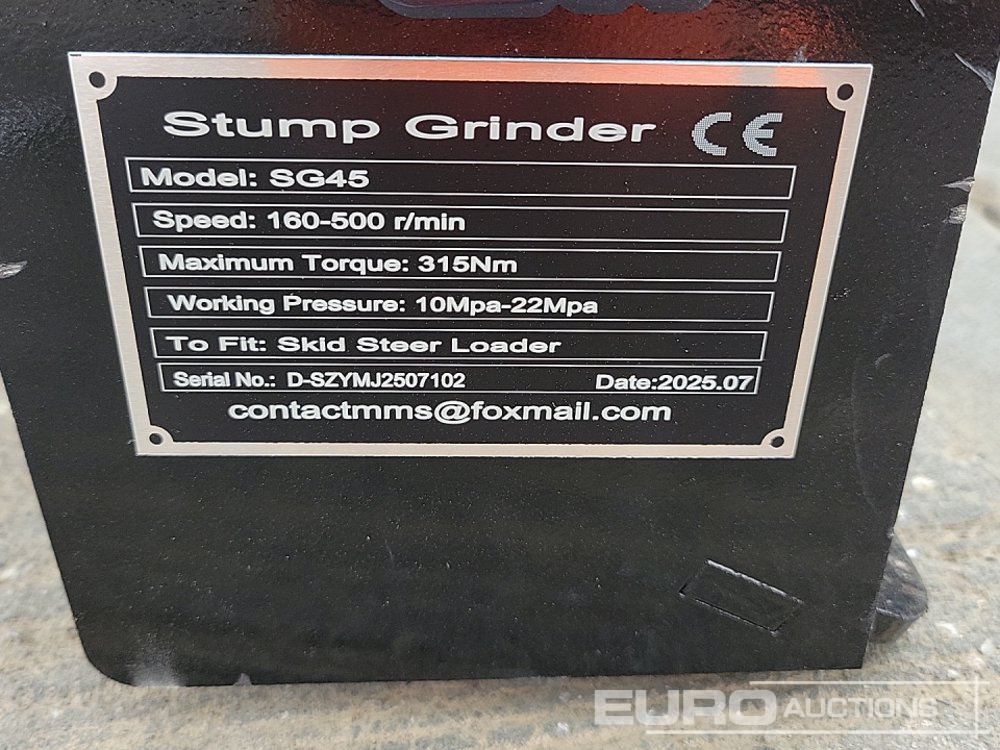 Stump Grinder CE
Model: SG45
Speed: 160-500 r/min
Maximum Torque: 315Nm
Working Pressure: 10Mpa-22Mpa
To Fit: Skid Steer Loader
Serial No.: D-SZYMJ2507102 Date:2025.07
contactmms@foxmail.com
EURO AUCTIONS